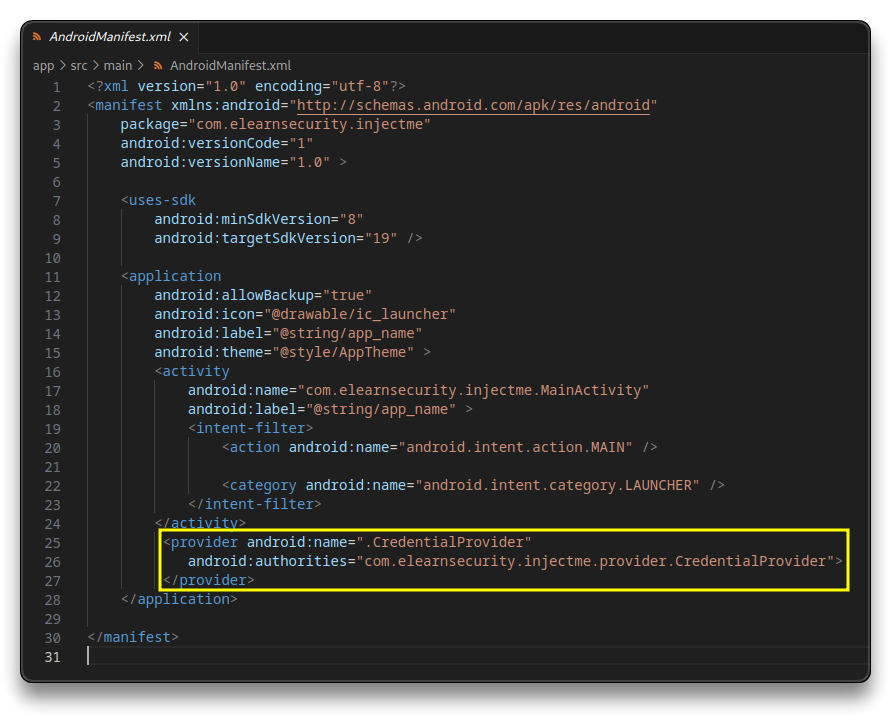 AndroidManifest.xml ×
app > src > main > AndroidManifest.xml
1 <?xml version="1.0" encoding="utf-8"?>
2 <manifest xmlns:android="http://schemas.android.com/apk/res/android"
3 package="com.elearnsecurity.injectme"
4 android:versionCode="1"
5 android:versionName="1.0" >
6
7 <uses-sdk
8 android:minSdkVersion="8"
9 android:targetSdkVersion="19" />
10
11 <application
12 android:allowBackup="true"
13 android:icon="@drawable/ic_launcher"
14 android:label="@string/app_name"
15 android:theme="@style/AppTheme" >
16 <activity
17 android:name="com.elearnsecurity.injectme.MainActivity"
18 android:label="@string/app_name" >
19 <intent-filter>
20 <action android:name="android.intent.action.MAIN" />
21
22 <category android:name="android.intent.category.LAUNCHER" />
23 </intent-filter>
24 </activity>
25 <provider android:name=".CredentialProvider"
26 android:authorities="com.elearnsecurity.injectme.provider.CredentialProvider">
27 </provider>
28 </application>
29
30 </manifest>
31